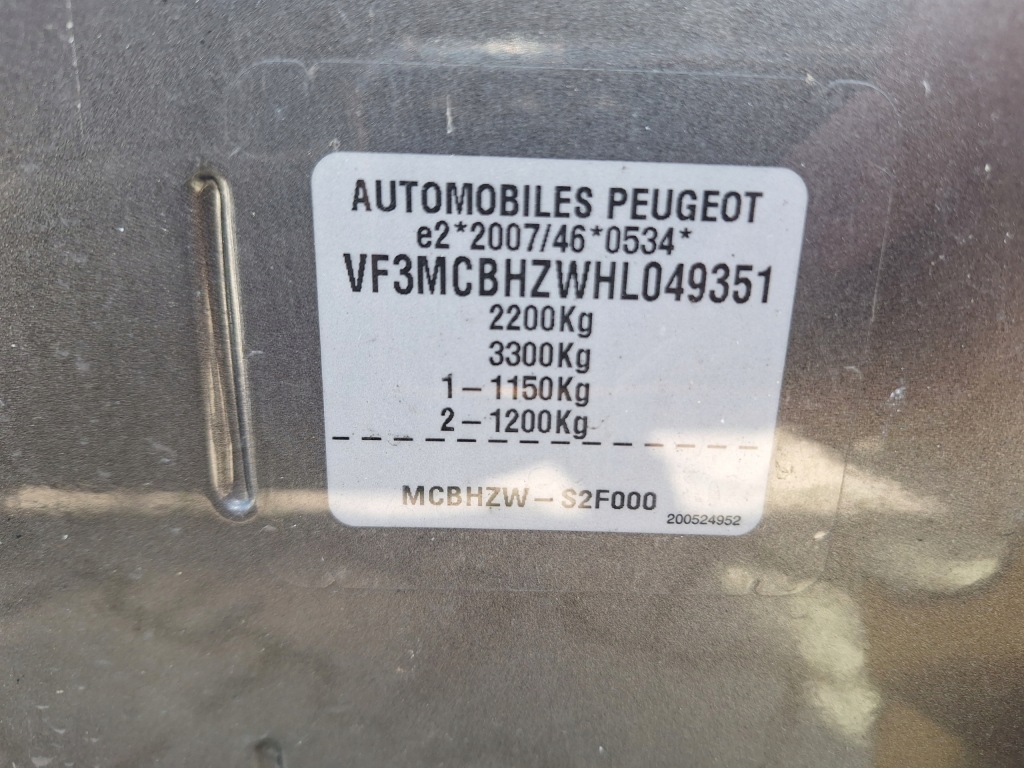 AUTOMOBILES PEUGEOT
e2*2007/46*0534*
VF3MCBHZWHL049351
2200Kg
3300Kg
1-1150Kg
2-1200Kg
MCBHZW-S2F000
200524952